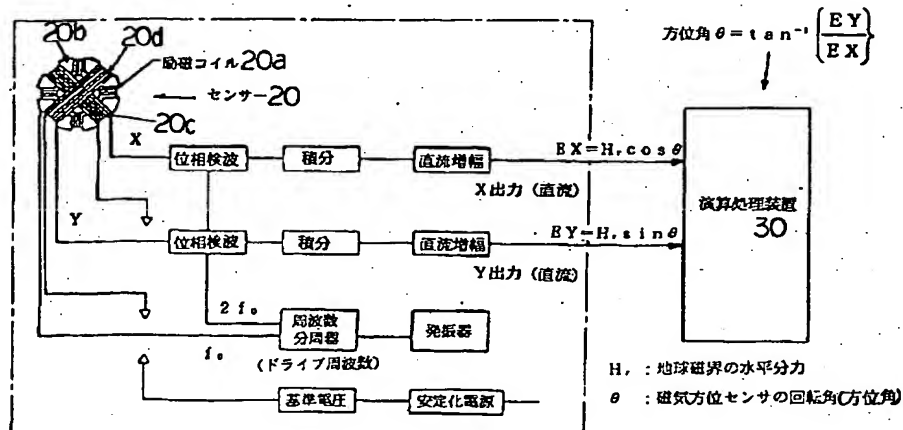 20b
20d
励磁コイル20a
センサー20
20c
X
Y
位相検波
積分
直流増幅
EX=Hr cosθ
X出力(直流)
位相検波
積分
直流増幅
EY=Hr sinθ
Y出力(直流)
2f₀
f₀
周波数
分周器
(ドライブ周波数)
発振器
基準電圧
安定化電源
方位角θ=tan⁻¹{EY/EX}
演算処理装置
30
Hr:地球磁界の水平分力
θ:磁気方位センサの回転角(方位角)